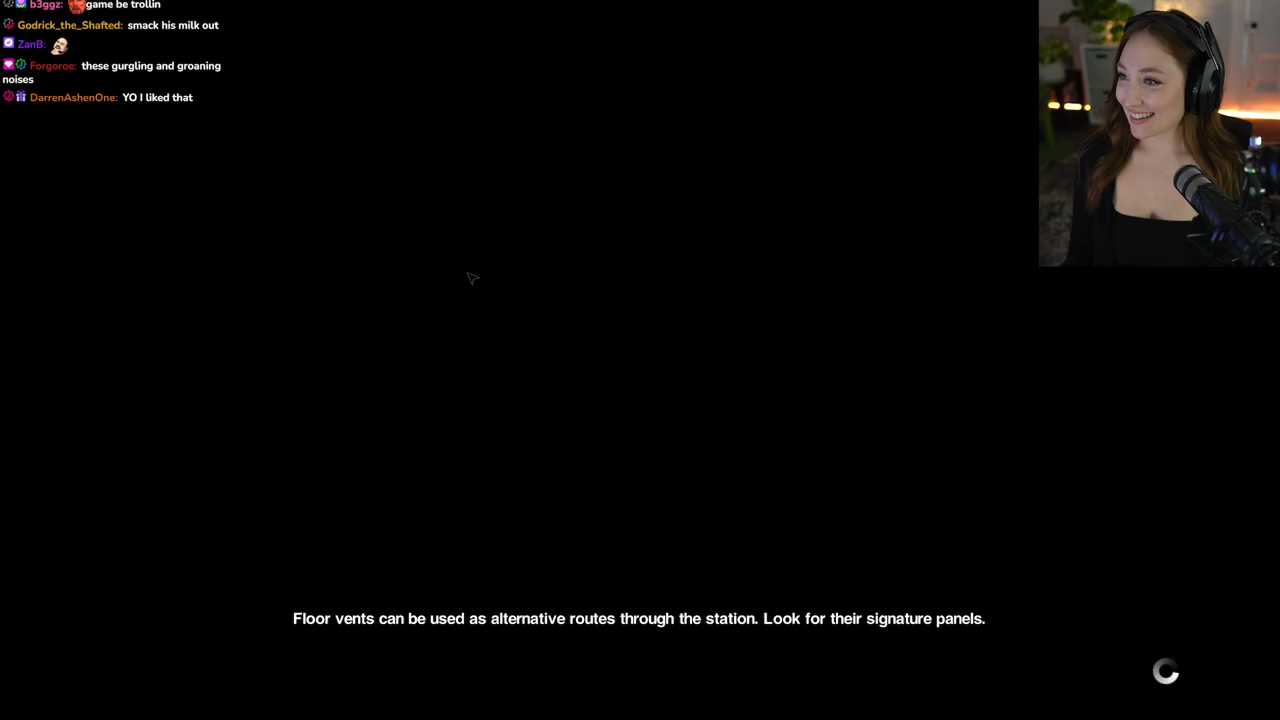 b3ggz: game be trollin
Godrick_the_Shafted: smack his milk out
ZanB:
Forgoroe: these gurgling and groaning
noises
DarrenAshenOne: YO I liked that
Floor vents can be used as alternative routes through the station. Look for their signature panels.